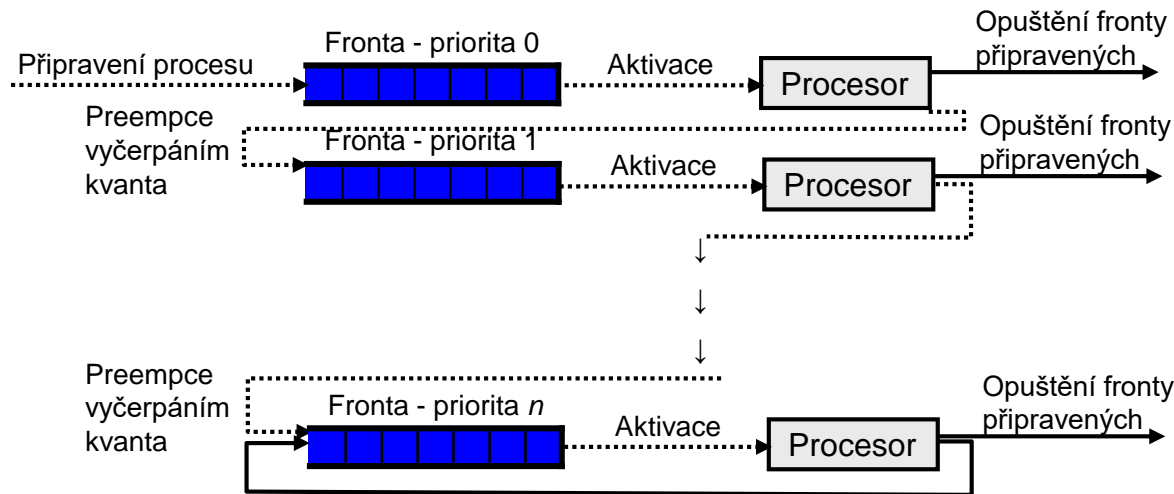 Opuštění fronty
připravených
Fronta - priorita 0
Připravení procesu
Aktivace
Procesor
Preempce
vyčerpáním
kvanta
Fronta - priorita 1
Aktivace
Procesor
Opuštění fronty
připravených
↓
↓
↓
Preempce
vyčerpáním
kvanta
Fronta - priorita n
Aktivace
Procesor
Opuštění fronty
připravených